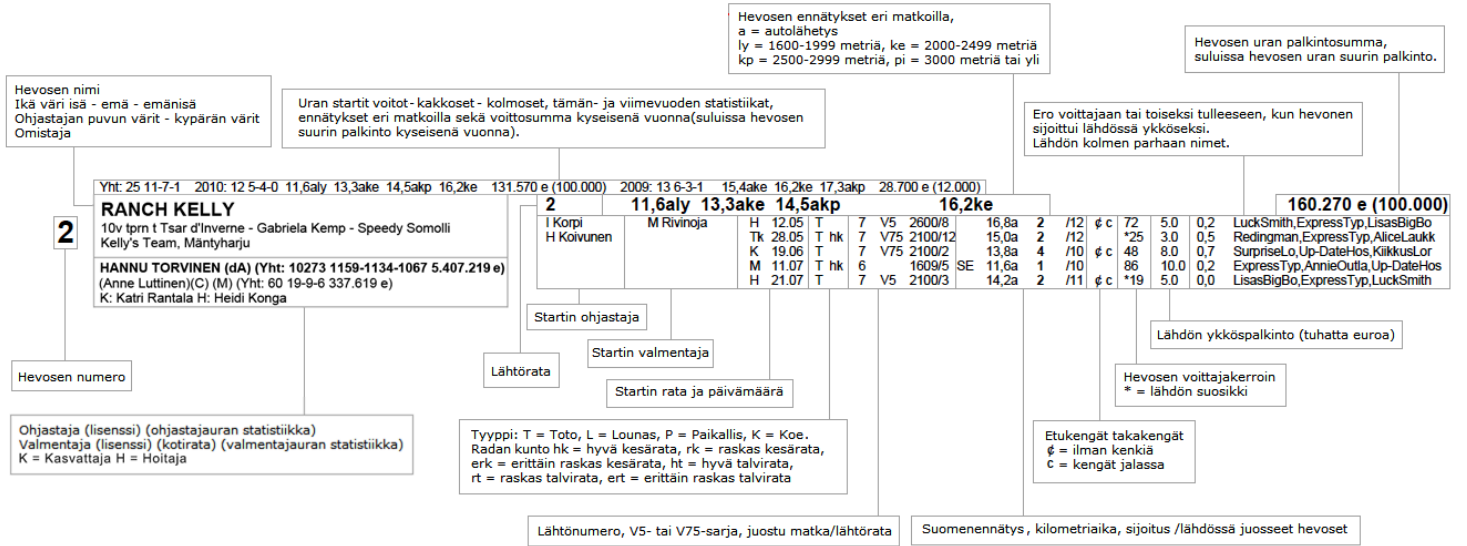 Hevosen ennätykset eri matkoilla,
a = autolähetys
ly = 1600-1999 metriä, ke = 2000-2499 metriä
kp = 2500-2999 metriä, pi = 3000 metriä tai yli
Hevosen uran palkintosumma,
suluissa hevosen uran suurin palkinto.
Hevosen nimi
Ikä väri isä - emä - emänisä
Ohjastajan puvun värit - kypärän värit
Omistaja
Uran startit voitot- kakkoset - kolmoset, tämän- ja viimevuoden statistiikat,
ennätykset eri matkoilla sekä voittosumma kyseisenä vuonna(suluissa hevosen
suurin palkinto kyseisenä vuonna).
Ero voittajaan tai toiseksi tulleeseen, kun hevonen
sijoittui lähdössä ykköseksi.
Lähdön kolmen parhaan nimet.
Yht: 25 11-7-1 2010: 12 5-4-0 11,6aly 13,3ake 14,5akp 16,2ke 131.570 e (100.000) 2009: 13 6-3-1 15,4ake 16,2ke 17,3akp 28.700 e (12.000)
2
RANCH KELLY
10v tprn t Tsar d'Inverne - Gabriela Kemp - Speedy Somolli
Kelly's Team, Mäntyharju
HANNU TORVINEN (dA) (Yht: 10273 1159-1134-1067 5.407.219 e)
(Anne Luttinen)(C) (M) (Yht: 60 19-9-6 337.619 e)
K: Katri Rantala H: Heidi Konga
2 11,6aly 13,3ake 14,5akp 16,2ke 160.270 e (100.000)
I Korpi M Rivinoja H 12.05 T 7 V5 2600/8 16,8a 2 /12 ¢ c 72 5.0 0,2 LuckSmith,ExpressTyp,LisasBigBo
H Koivunen Tk 28.05 T hk 7 V75 2100/12 15,0a 2 /12 *25 3.0 0,5 Redingman,ExpressTyp,AliceLaukk
K 19.06 T 7 V75 2100/2 13,8a 4 /10 ¢ c 48 8.0 0,7 SurpriseLo,Up-DateHos,KiikkusLor
M 11.07 T hk 6 1609/5 SE 11,6a 1 /10 86 10.0 0,2 ExpressTyp,AnnieOutla,Up-DateHos
H 21.07 T 7 V5 2100/3 14,2a 2 /11 ¢ c *19 5.0 0,0 LisasBigBo,ExpressTyp,LuckSmith
Startin ohjastaja
Lähdön ykköspalkinto (tuhatta euroa)
Startin valmentaja
Hevosen numero
Lähtörata
Startin rata ja päivämäärä
Hevosen voittajakerroin
* = lähdön suosikki
Ohjastaja (lisenssi) (ohjastajauran statistiikka)
Valmentaja (lisenssi) (kotirata) (valmentajauran statistiikka)
K = Kasvattaja H = Hoitaja
Tyyppi: T = Toto, L = Lounas, P = Paikallis, K = Koe.
Radan kunto hk = hyvä kesärata, rk = raskas kesärata,
erk = erittäin raskas kesärata, ht = hyvä talvirata,
rt = raskas talvirata, ert = erittäin raskas talvirata
Etukengät takakengät
¢ = ilman kenkiä
c = kengät jalassa
Lähtönumero, V5- tai V75-sarja, juostu matka/lähtörata
Suomenennätys, kilometriaika, sijoitus /lähdössä juosseet hevoset